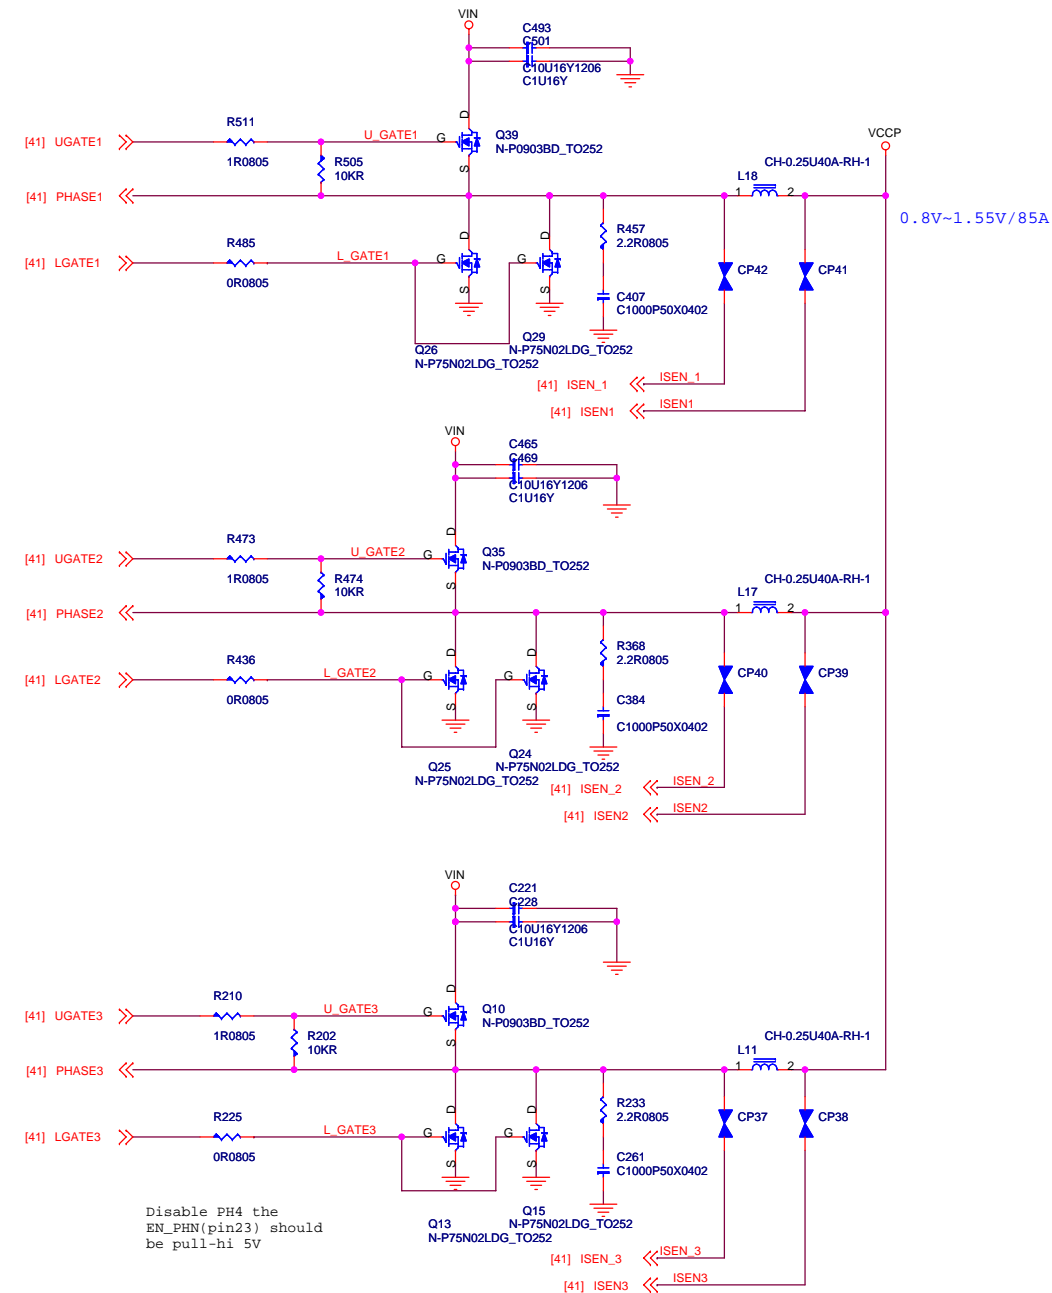 VIN
C493
C501
C10U16Y1206
C1U16Y
D
R511
U_GATE1
G
Q39
[41] UGATE1
1R0805
N-P0903BD_TO252
VCCP
R505
10KR
S
CH-0.25U40A-RH-1
L18
[41] PHASE1
1
2
0.8V~1.55V/85A
R457
2.2R0805
D
D
R485
L_GATE1
G
G
[41] LGATE1
0R0805
S
S
CP42
CP41
C407
C1000P50X0402
Q26
N-P75N02LDG_TO252
Q29
N-P75N02LDG_TO252
[41] ISEN_1
ISEN_1
[41] ISEN1
ISEN1
VIN
C465
C469
C10U16Y1206
C1U16Y
D
R473
U_GATE2
G
Q35
[41] UGATE2
1R0805
N-P0903BD_TO252
R474
10KR
S
CH-0.25U40A-RH-1
L17
[41] PHASE2
1
2
R368
2.2R0805
D
D
R436
L_GATE2
G
G
[41] LGATE2
0R0805
S
S
CP40
CP39
C384
C1000P50X0402
Q25
N-P75N02LDG_TO252
Q24
N-P75N02LDG_TO252
[41] ISEN_2
ISEN_2
[41] ISEN2
ISEN2
VIN
C221
C228
C10U16Y1206
C1U16Y
D
R210
U_GATE3
G
Q10
[41] UGATE3
1R0805
N-P0903BD_TO252
R202
10KR
S
CH-0.25U40A-RH-1
L11
[41] PHASE3
1
2
R233
2.2R0805
D
D
R225
L_GATE3
G
G
[41] LGATE3
0R0805
S
S
CP37
CP38
C261
C1000P50X0402
Disable PH4 the
EN_PHN(pin23) should
be pull-hi 5V
Q13
N-P75N02LDG_TO252
Q15
N-P75N02LDG_TO252
[41] ISEN_3
ISEN_3
[41] ISEN3
ISEN3